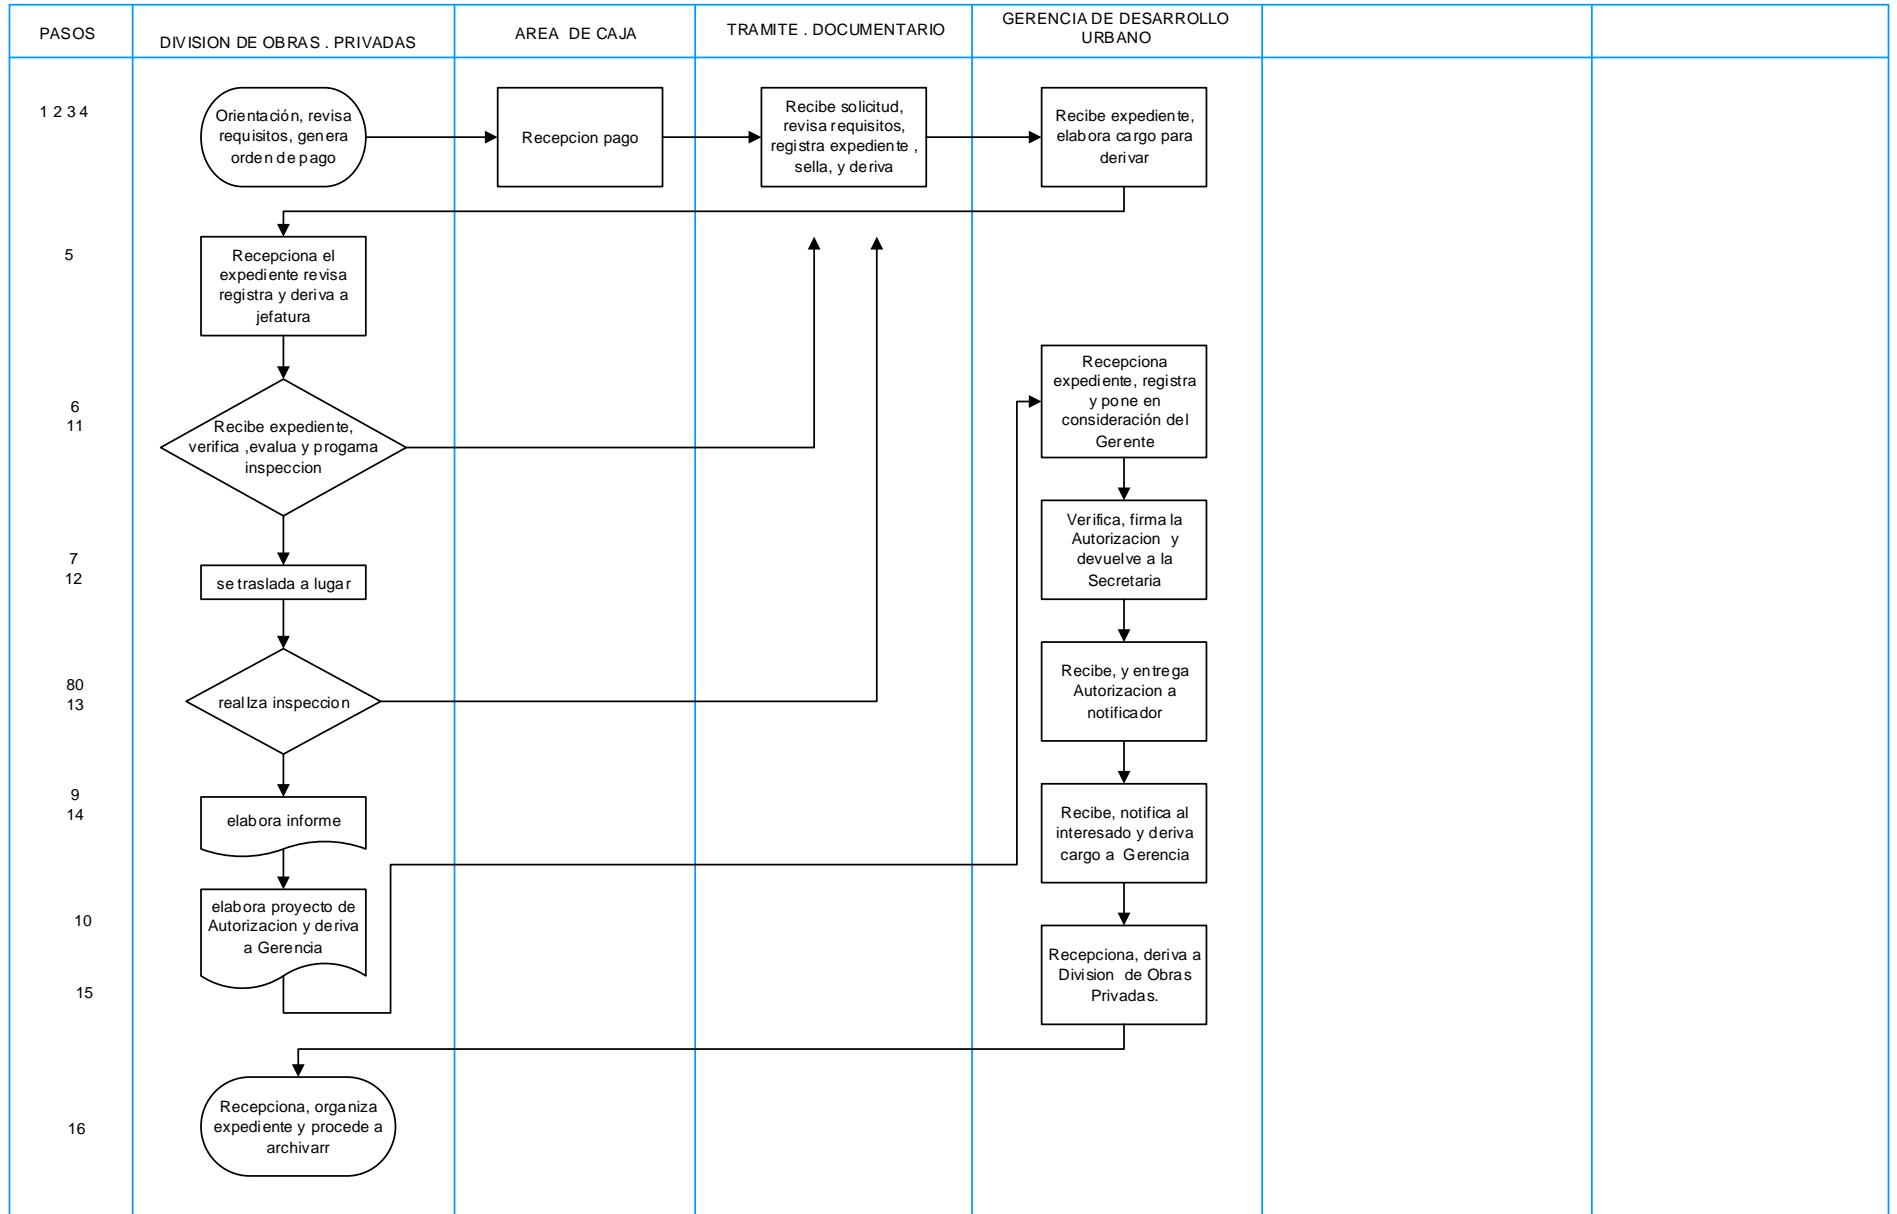 PASOS
DIVISION DE OBRAS . PRIVADAS
AREA DE CAJA
TRAMITE . DOCUMENTARIO
GERENCIA DE DESARROLLO
URBANO
1 2 3 4
Orientación, revisa
requisitos, genera
orden de pago
Recepcion pago
Recibe solicitud,
revisa requisitos,
registra expediente ,
sella, y deriva
Recibe expediente,
elabora cargo para
derivar
5
Recepciona el
expediente revisa
registra y deriva a
jefatura
6
11
Recibe expediente,
verifica ,evalua y progama
inspeccion
Recepciona
expediente, registra
y pone en
consideración del
Gerente
7
12
se traslada a lugar
Verifica, firma la
Autorizacion y
devuelve a la
Secretaria
80
13
realIza inspeccion
Recibe, y entrega
Autorizacion a
notificador
9
14
elabora informe
Recibe, notifica al
interesado y deriva
cargo a Gerencia
10
elabora proyecto de
Autorizacion y deriva
a Gerencia
15
Recepciona, deriva a
Division de Obras
Privadas.
16
Recepciona, organiza
expediente y procede a
archivarr